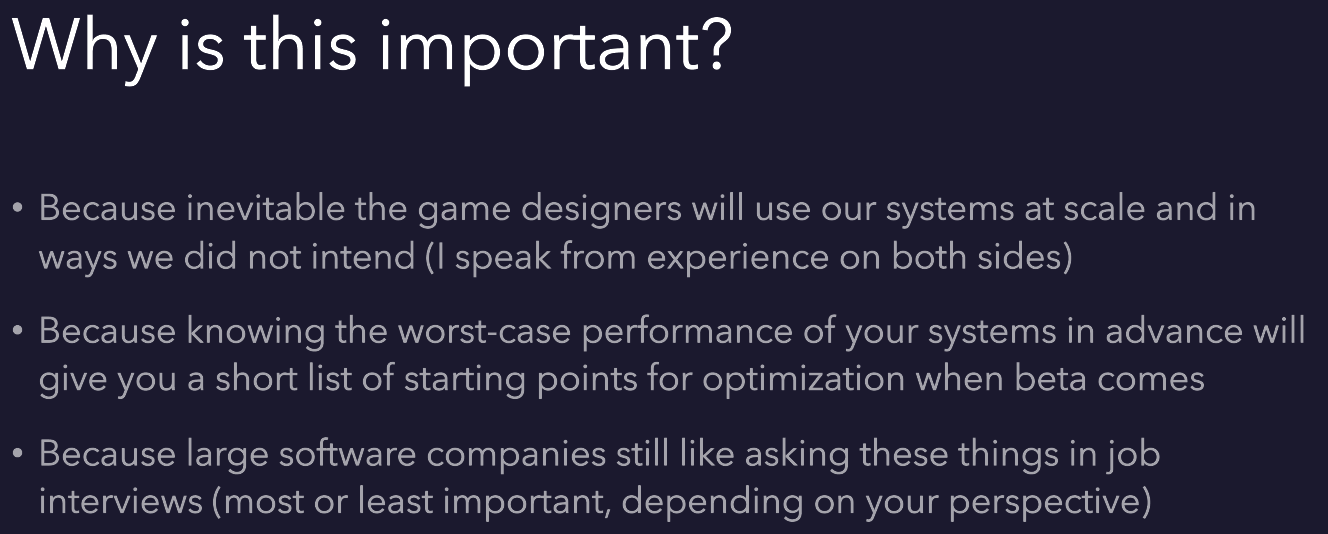 Why is this important?
• Because inevitable the game designers will use our systems at scale and in
ways we did not intend (I speak from experience on both sides)
• Because knowing the worst-case performance of your systems in advance will
give you a short list of starting points for optimization when beta comes
• Because large software companies still like asking these things in job
interviews (most or least important, depending on your perspective)